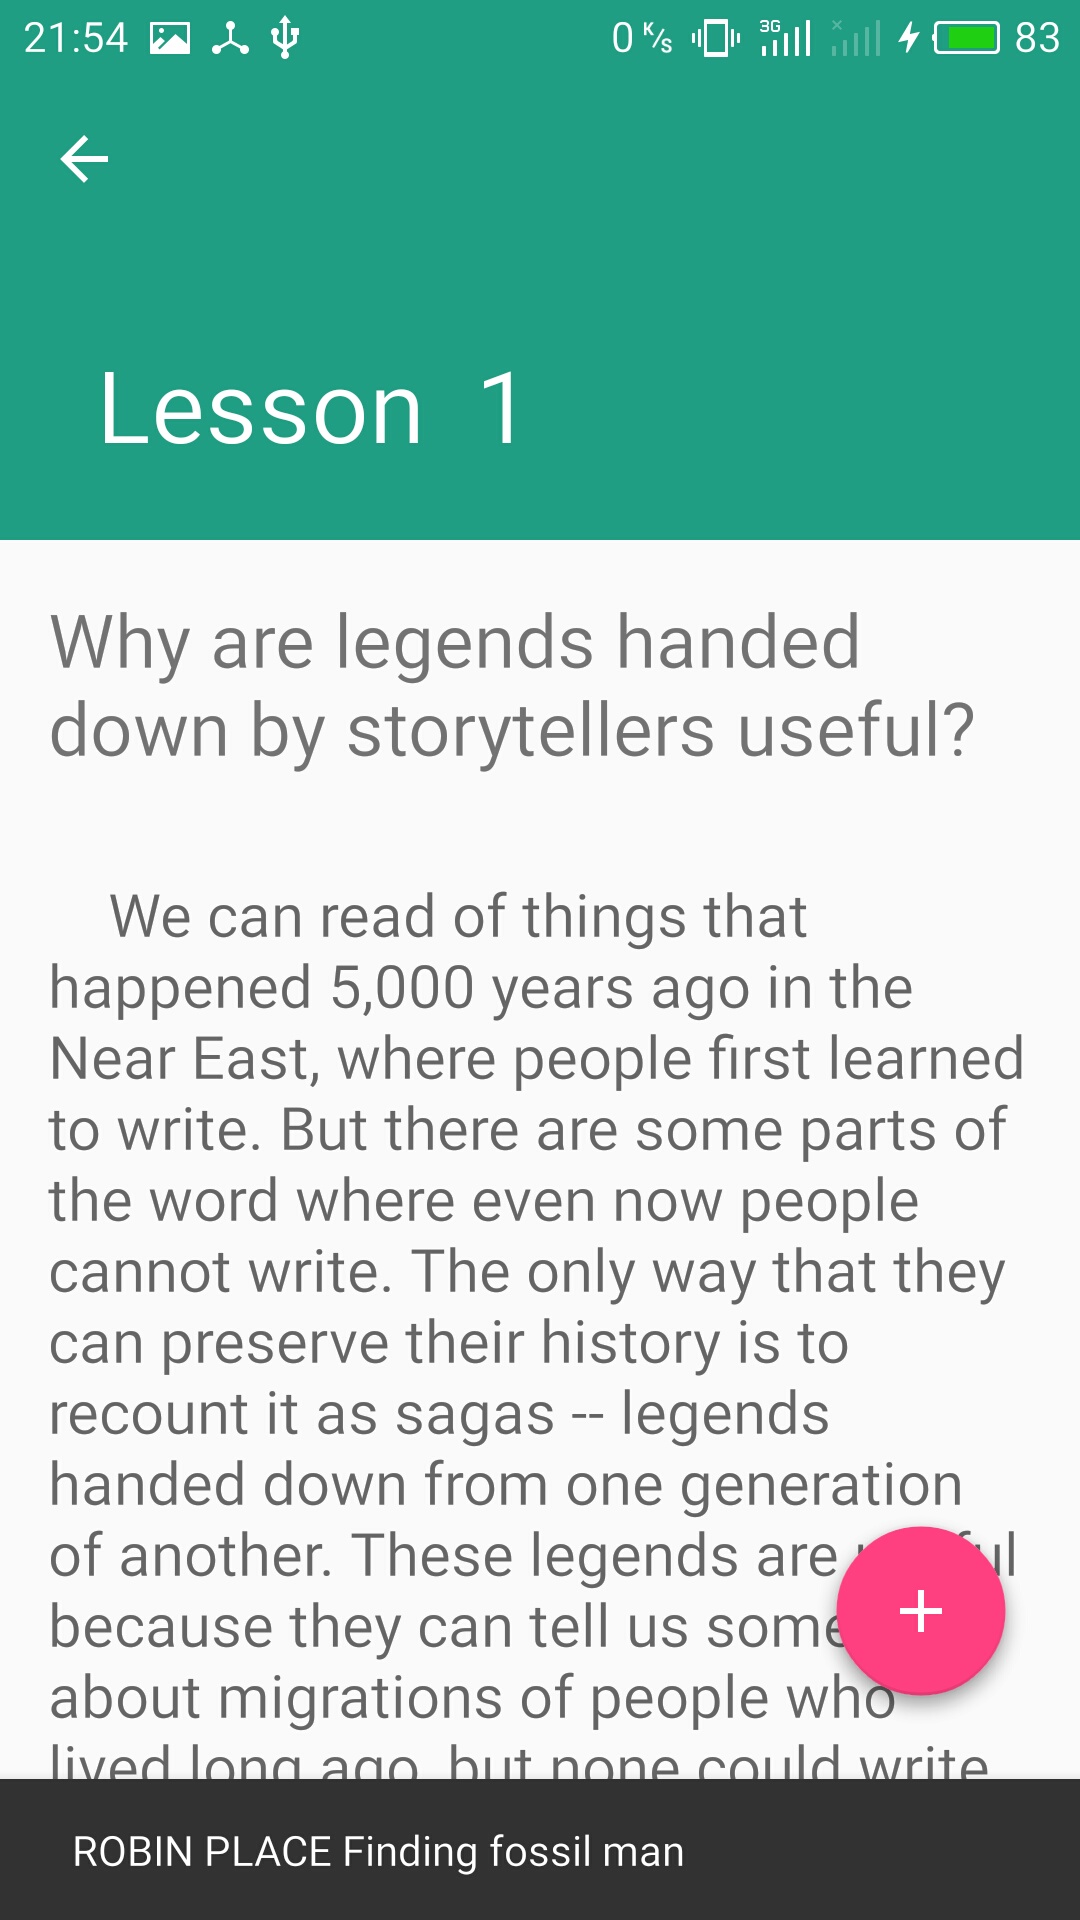 21:54 0 K/s 3G 83
Lesson 1
Why are legends handed
down by storytellers useful?
We can read of things that
happened 5,000 years ago in the
Near East, where people first learned
to write. But there are some parts of
the word where even now people
cannot write. The only way that they
can preserve their history is to
recount it as sagas -- legends
handed down from one generation
of another. These legends are
because they can tell us
about migrations of people who
lived long ago, but none could write
ROBIN PLACE Finding fossil man